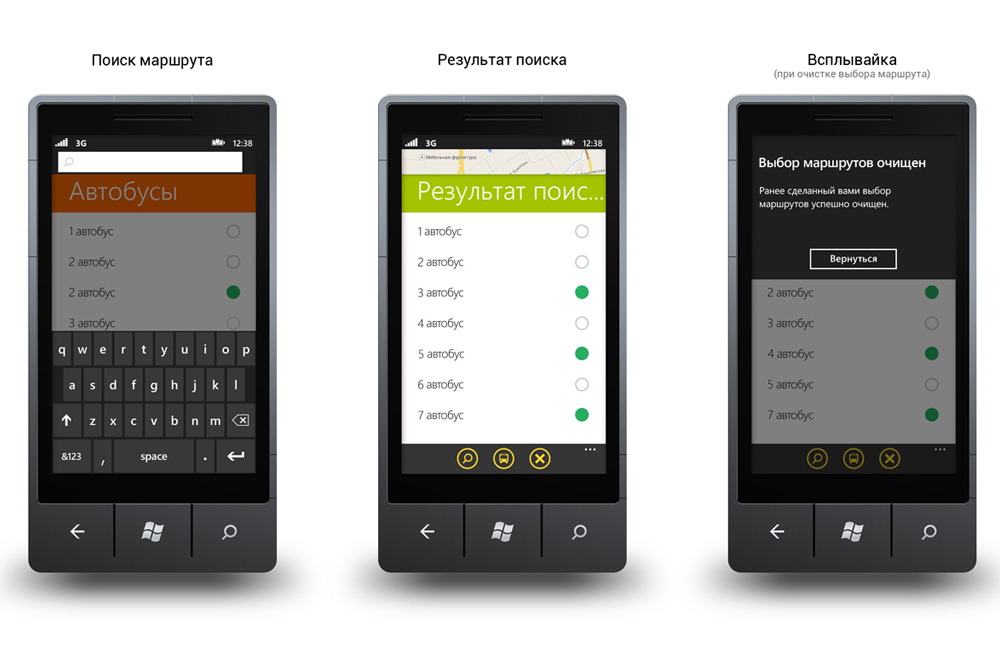 Поиск маршрута
3G 12:38
Автобусы
1 автобус
2 автобус
2 автобус
3 автобус
q w e r t y u i o p
a s d f g h j k l
z x c v b n m
&123 , space .
Результат поиска
3G 12:38
Мебельная фурнитура
Результат поис...
1 автобус
2 автобус
3 автобус
4 автобус
5 автобус
6 автобус
7 автобус
...
Всплывайка
(при очистке выбора маршрута)
Выбор маршрутов очищен
Ранее сделанный вами выбор
маршрутов успешно очищен.
Вернуться
2 автобус
3 автобус
4 автобус
5 автобус
7 автобус
...